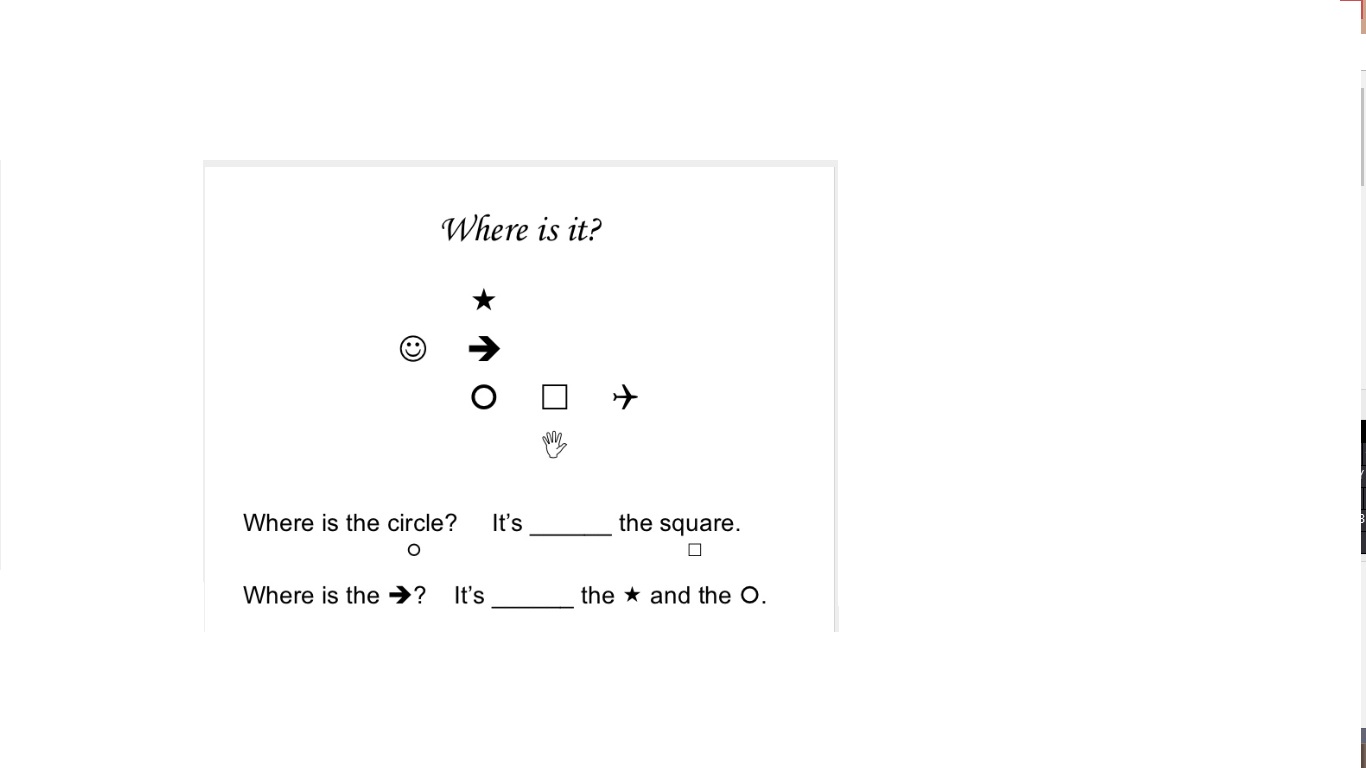 Where is it?
★
☺ ➔
○ □ ✈
🖐
Where is the circle? It’s ______ the square.
○ □
Where is the ➔? It’s ______ the ★ and the ○.